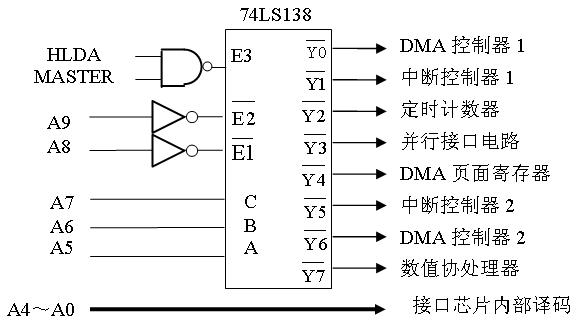 74LS138
HLDA
MASTER
E3
Y0
DMA 控制器 1
Y1
中断控制器 1
A9
E2
Y2
定时计数器
A8
E1
Y3
并行接口电路
Y4
DMA 页面寄存器
A7
C
Y5
中断控制器 2
A6
B
Y6
DMA 控制器 2
A5
A
Y7
数值协处理器
A4～A0
接口芯片内部译码